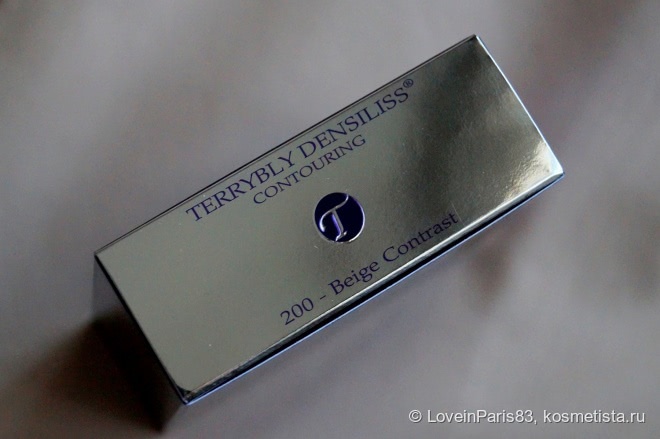 TERRYBLY DENSILISS®
CONTOURING
T
200 - Beige Contrast
© LoveinParis83, kosmetista.ru